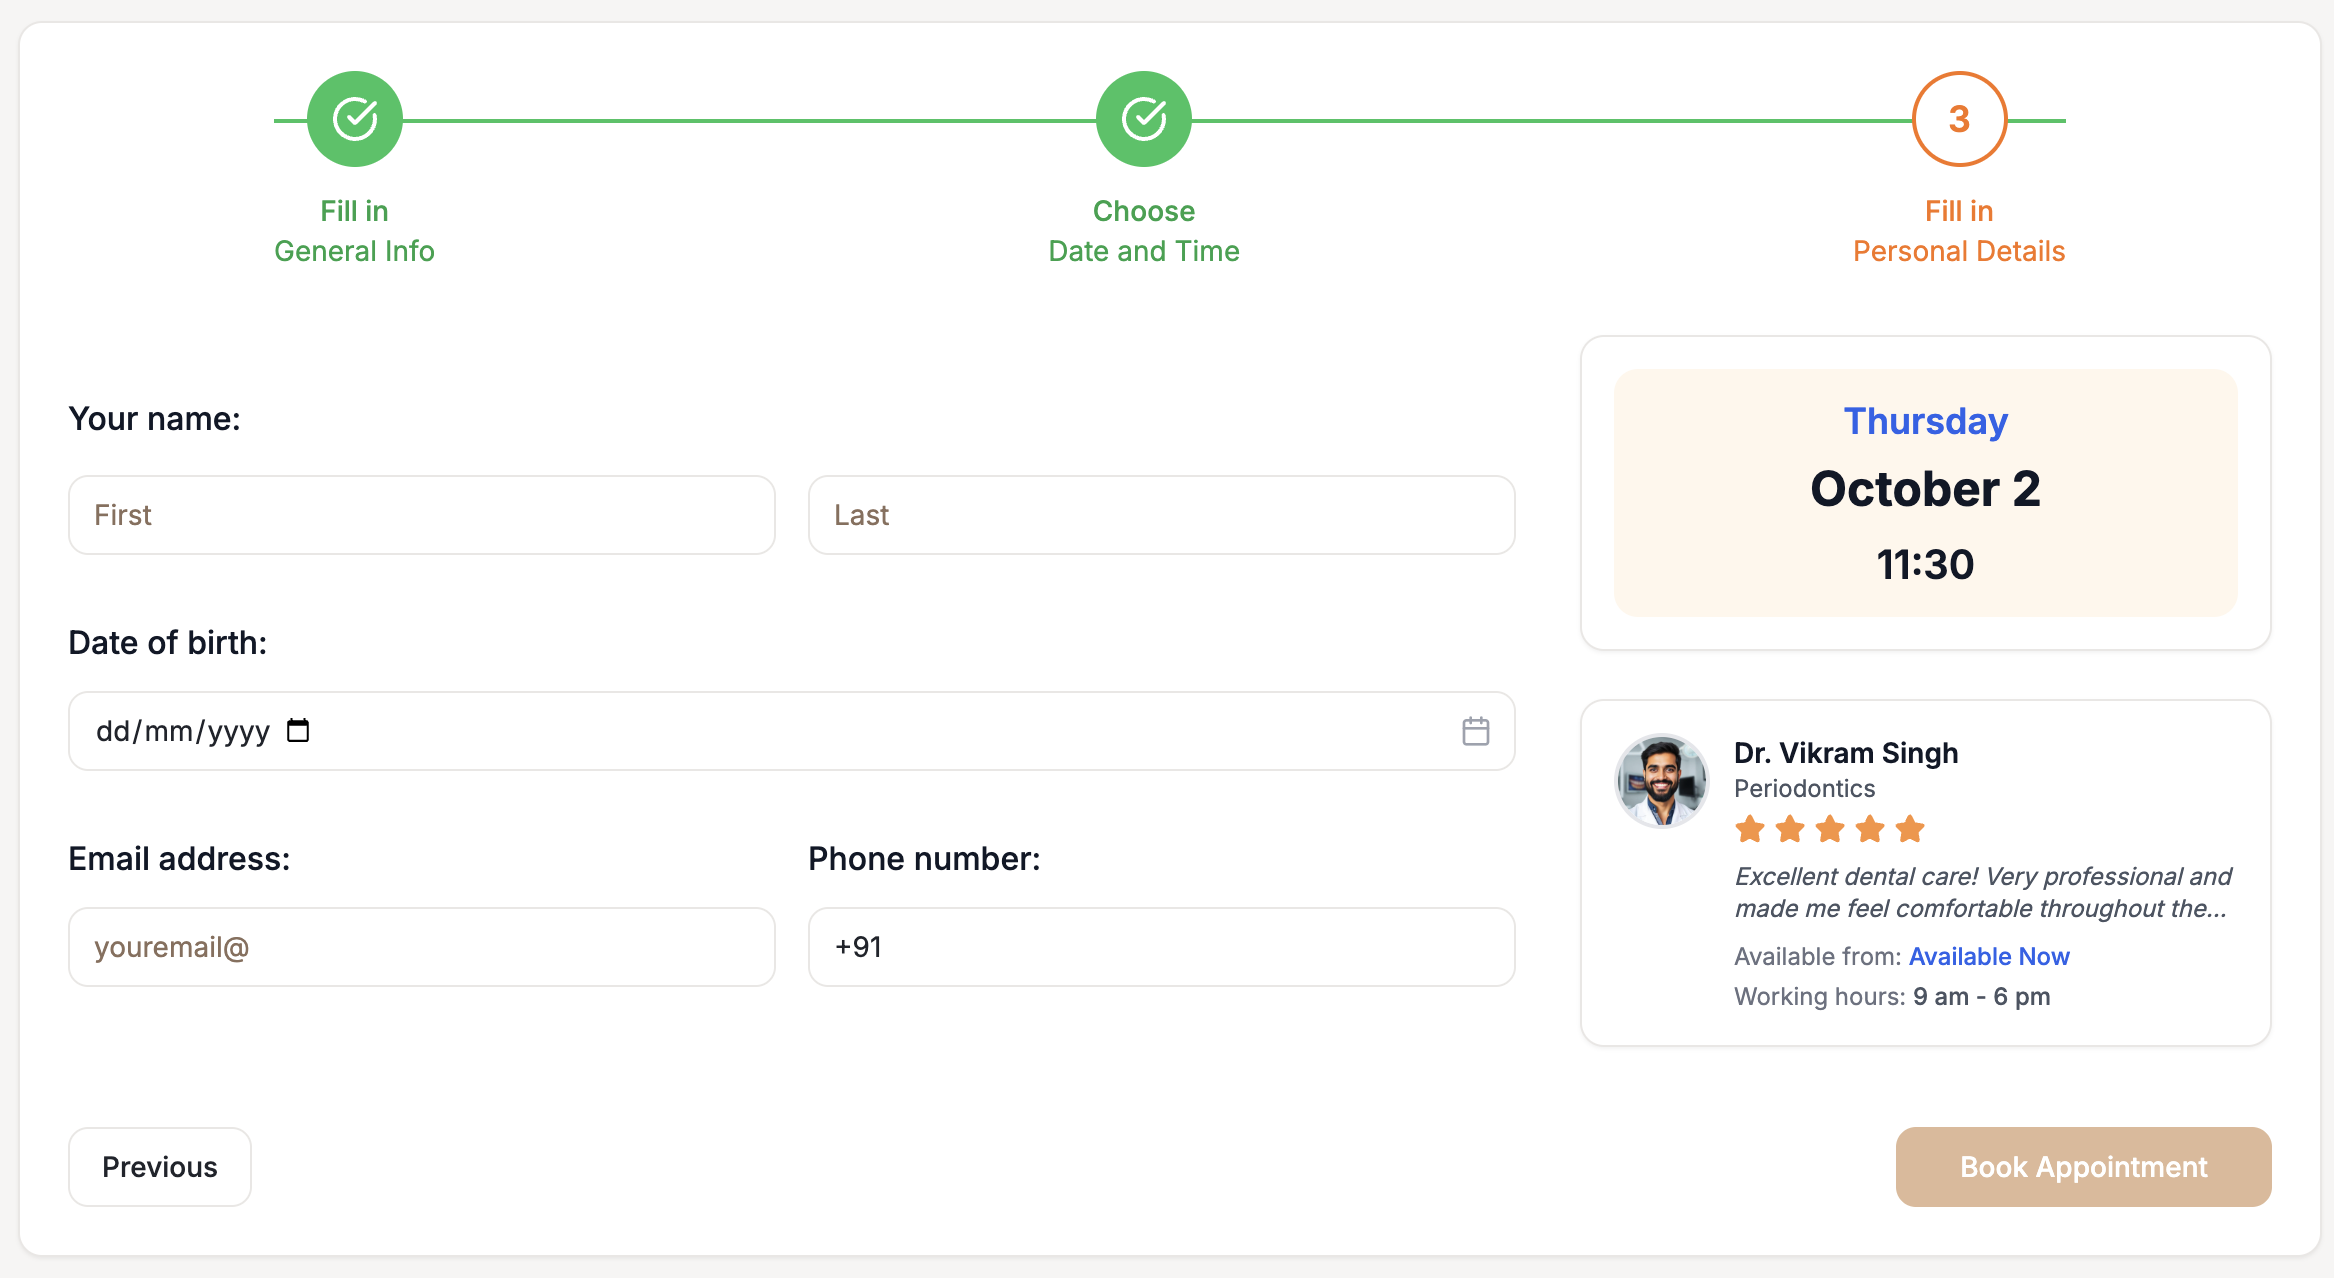 Fill in
General Info
Choose
Date and Time
3
Fill in
Personal Details
Your name:
First
Last
Date of birth:
dd/mm/yyyy
Email address:
youremail@
Phone number:
+91
Thursday
October 2
11:30
Dr. Vikram Singh
Periodontics
Excellent dental care! Very professional and
made me feel comfortable throughout the...
Available from: Available Now
Working hours: 9 am - 6 pm
Previous
Book Appointment